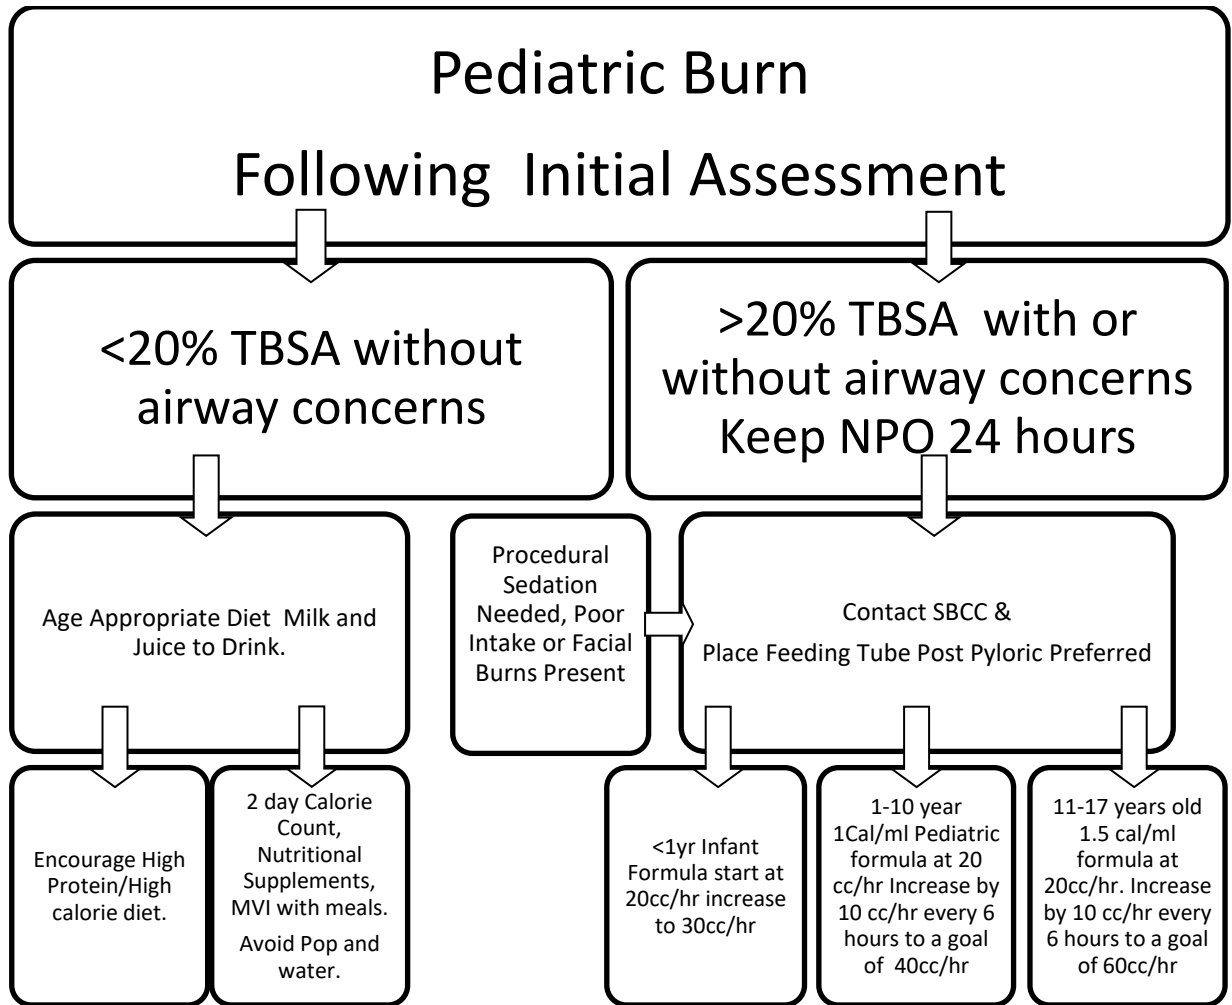 Pediatric Burn
Following Initial Assessment
<20% TBSA without
airway concerns
>20% TBSA with or
without airway concerns
Keep NPO 24 hours
Age Appropriate Diet Milk and
Juice to Drink.
Procedural
Sedation
Needed, Poor
Intake or Facial
Burns Present
Contact SBCC &
Place Feeding Tube Post Pyloric Preferred
Encourage High
Protein/High
calorie diet.
2 day Calorie
Count,
Nutritional
Supplements,
MVI with meals.
Avoid Pop and
water.
<1yr Infant
Formula start at
20cc/hr increase
to 30cc/hr
1-10 year
1Cal/ml Pediatric
formula at 20
cc/hr Increase by
10 cc/hr every 6
hours to a goal
of 40cc/hr
11-17 years old
1.5 cal/ml
formula at
20cc/hr. Increase
by 10 cc/hr every
6 hours to a goal
of 60cc/hr